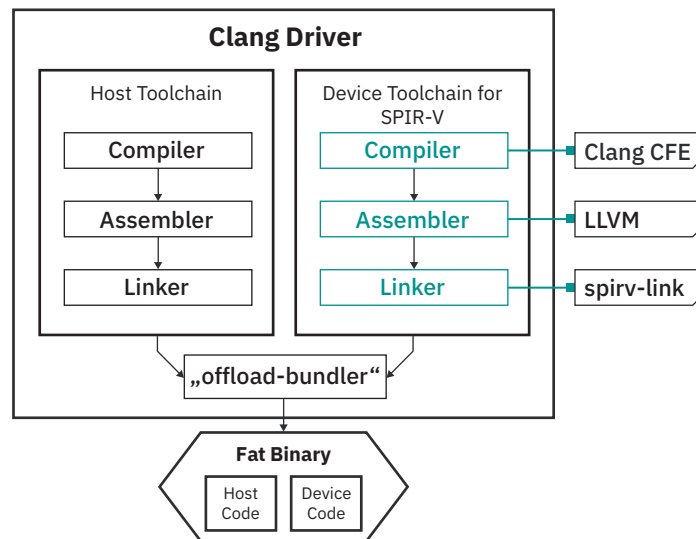 Clang Driver
Host Toolchain
Compiler
Assembler
Linker
Device Toolchain for
SPIR-V
Compiler
Assembler
Linker
Clang CFE
LLVM
spirv-link
„offload-bundler“
Fat Binary
Host
Code
Device
Code